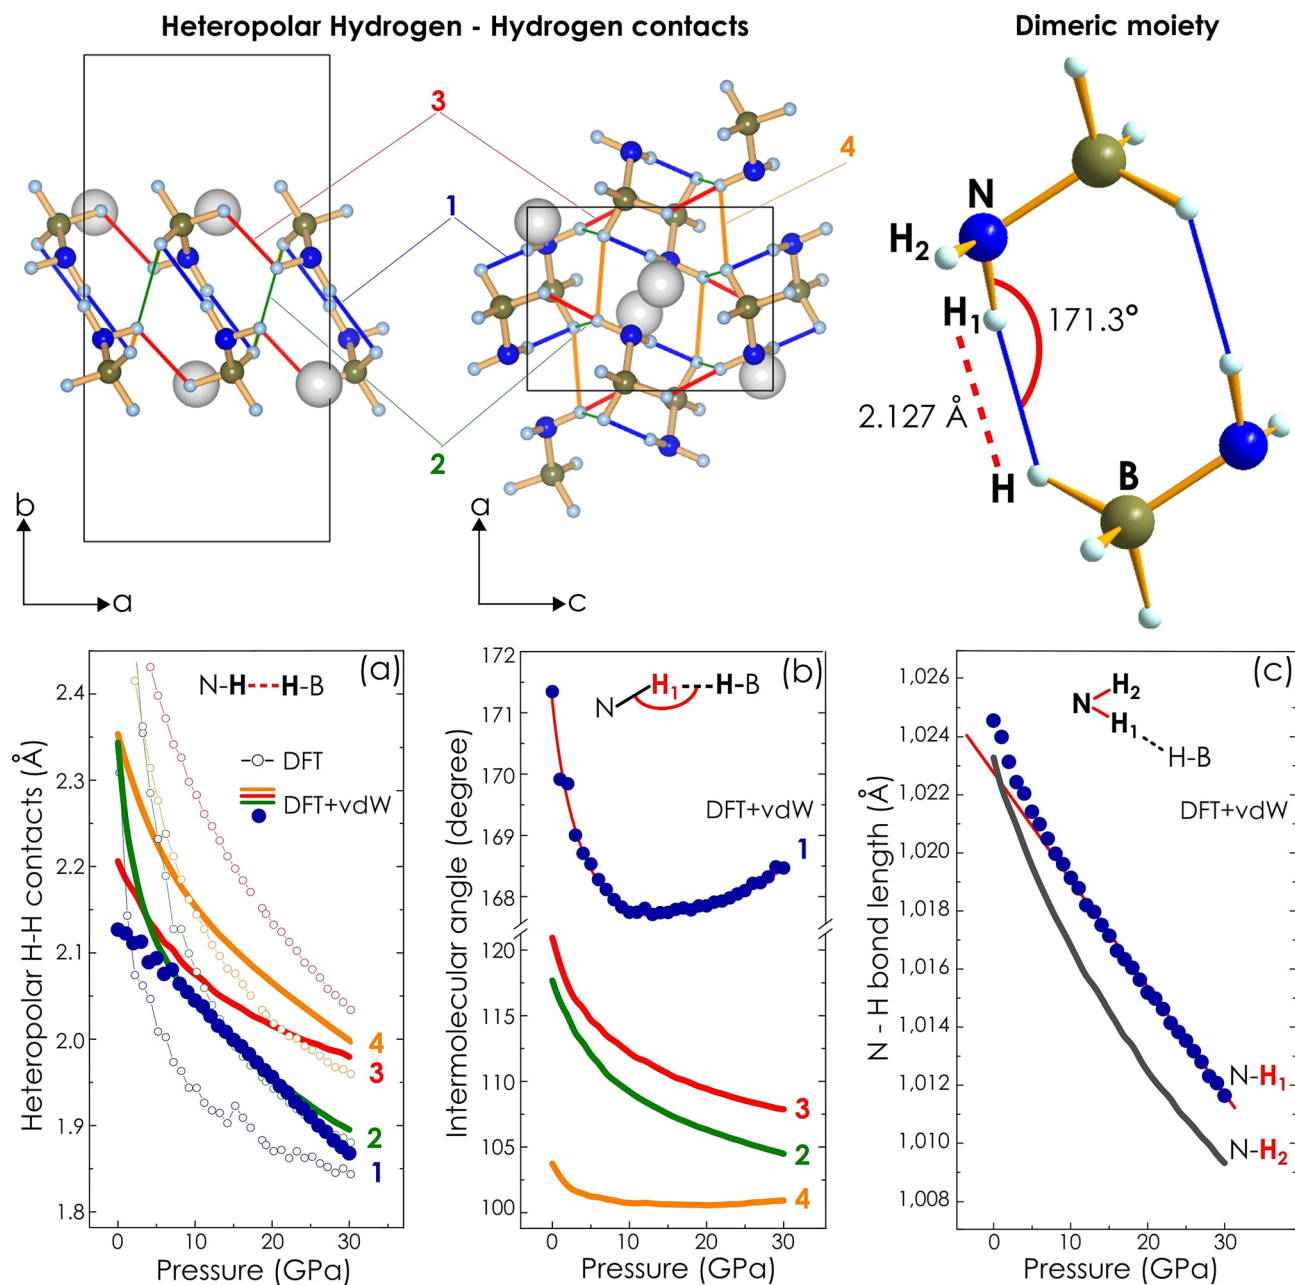 Heteropolar Hydrogen - Hydrogen contacts
Dimeric moiety
3
4
1
2
b
a
a
c
N
H₂
H₁
171.3°
2.127 Å
H
B
(a)
N-H---H-B
DFT
DFT+vdW
4
3
2
1
Heteropolar H-H contacts (Å)
2.4
2.3
2.2
2.1
2.0
1.9
1.8
0 10 20 30
Pressure (GPa)
(b)
N H₁---H-B
DFT+vdW
1
3
2
4
Intermolecular angle (degree)
172
171
170
169
168
120
115
110
105
100
0 10 20 30
Pressure (GPa)
(c)
H₂
N
H₁
H-B
DFT+vdW
N-H₁
N-H₂
N - H bond length (Å)
1,026
1,024
1,022
1,020
1,018
1,016
1,014
1,012
1,010
1,008
0 10 20 30
Pressure (GPa)